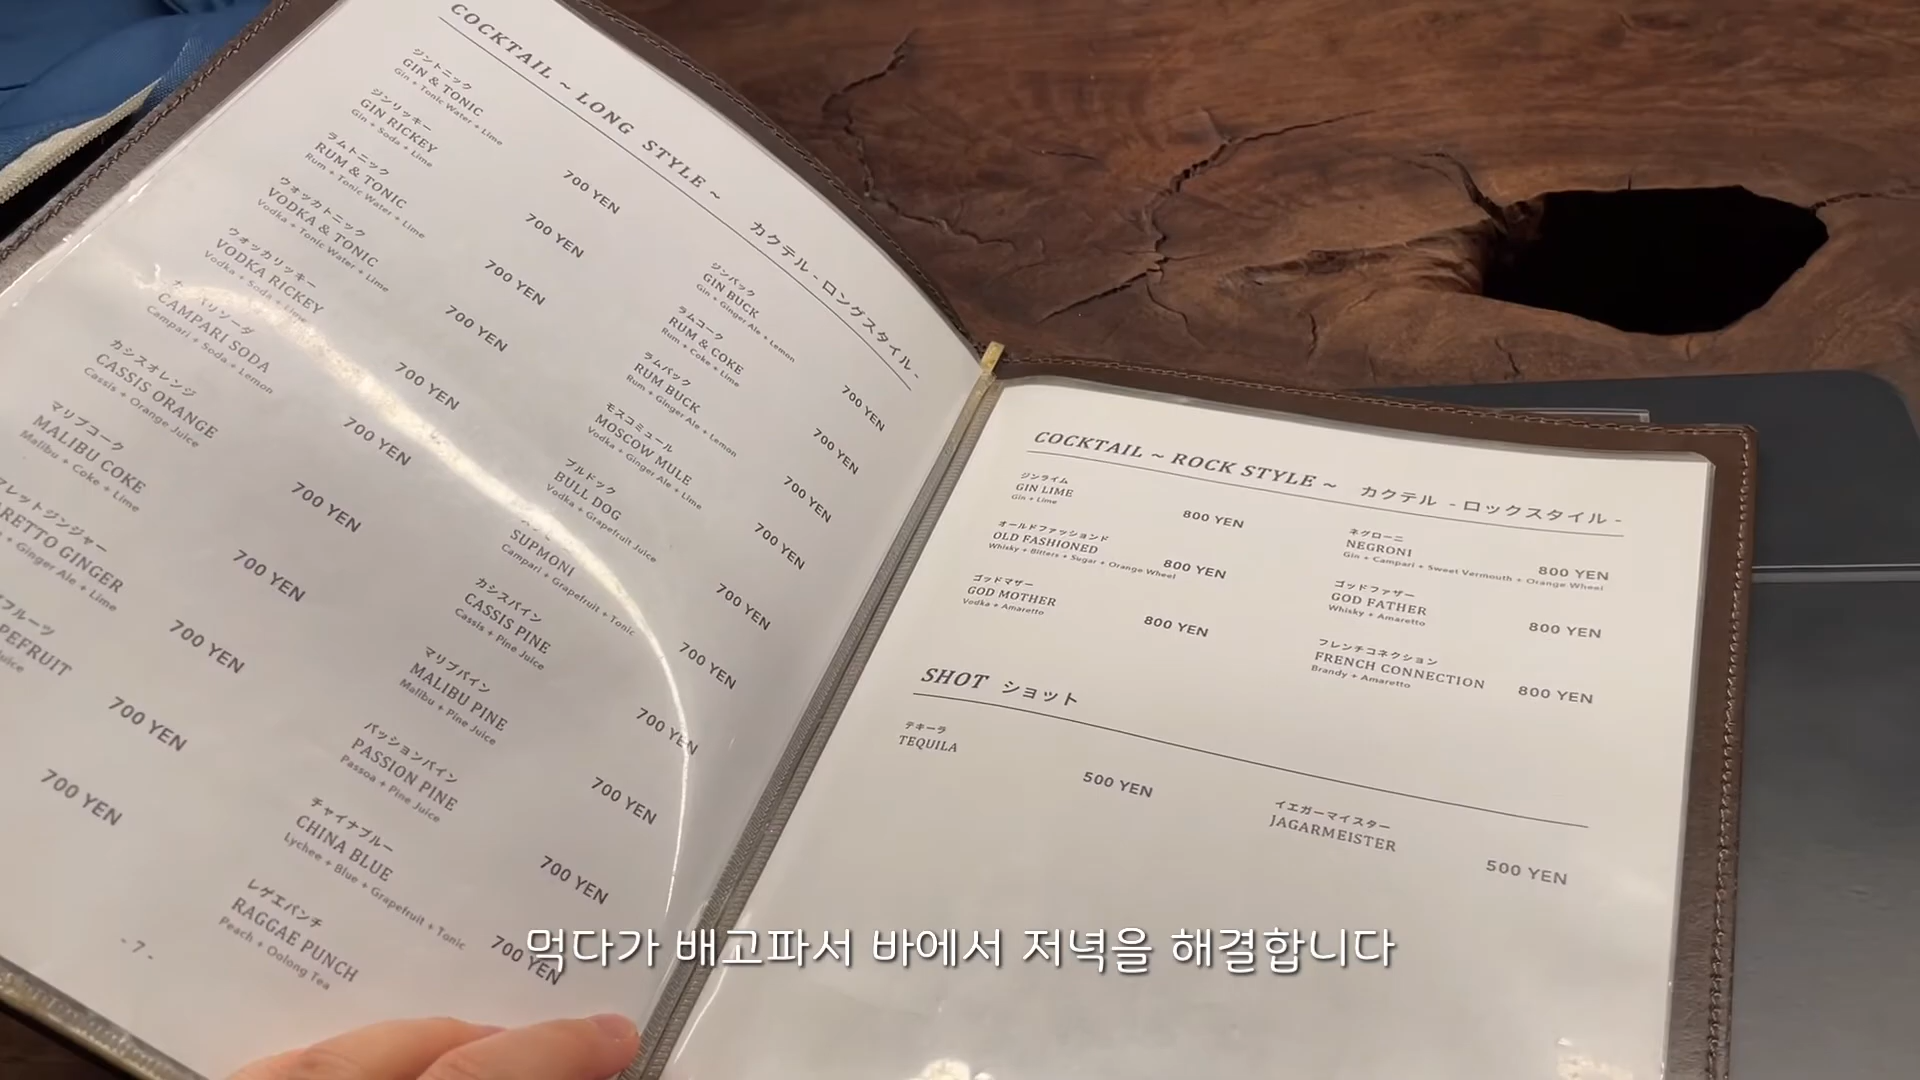 COCKTAIL ~ LONG STYLE ~ カクテル - ロングスタイル -
ジントニック
GIN & TONIC
Gin + Tonic Water + Lime
700 YEN
ジンリッキー
GIN RICKEY
Gin + Soda + Lime
700 YEN
ラムトニック
RUM & TONIC
Rum + Tonic Water + Lime
700 YEN
ウォッカトニック
VODKA & TONIC
Vodka + Tonic Water + Lime
700 YEN
ウォッカリッキー
VODKA RICKEY
Vodka + Soda + Lime
700 YEN
パリソーダ
CAMPARI SODA
Campari + Soda + Lemon
700 YEN
カシスオレンジ
CASSIS ORANGE
Cassis + Orange Juice
700 YEN
マリブコーク
MALIBU COKE
Malibu + Coke + Lime
700 YEN
レットジンジャー
RETTO GINGER
+ Ginger Ale + Lime
700 YEN
フルーツ
PEFRUIT
Juice
700 YEN
700 YEN
ジンバック
GIN BUCK
Gin + Ginger Ale + Lemon
700 YEN
ラムコーク
RUM & COKE
Rum + Coke + Lime
700 YEN
ラムバック
RUM BUCK
Rum + Ginger Ale + Lemon
700 YEN
モスコミュール
MOSCOW MULE
Vodka + Ginger Ale + Lime
700 YEN
ブルドック
BULL DOG
Vodka + Grapefruit Juice
700 YEN
SUPMONI
Campari + Grapefruit + Tonic
700 YEN
カシスパイン
CASSIS PINE
Cassis + Pine Juice
700 YEN
マリブパイン
MALIBU PINE
Malibu + Pine Juice
700 YEN
パッションパイン
PASSION PINE
Passoa + Pine Juice
700 YEN
チャイナブルー
CHINA BLUE
Lychee + Blue + Grapefruit + Tonic
700 YEN
レゲエパンチ
RAGGAE PUNCH
Peach + Oolong Tea
- 7 -
COCKTAIL ~ ROCK STYLE ~ カクテル - ロックスタイル -
ジンライム
GIN LIME
Gin + Lime
800 YEN
オールドファッションド
OLD FASHIONED
Whisky + Bitters + Sugar + Orange Wheel
800 YEN
ゴッドマザー
GOD MOTHER
Vodka + Amaretto
800 YEN
ネグローニ
NEGRONI
Gin + Campari + Sweet Vermouth + Orange Wheel
800 YEN
ゴッドファザー
GOD FATHER
Whisky + Amaretto
800 YEN
フレンチコネクション
FRENCH CONNECTION
Brandy + Amaretto
800 YEN
SHOT ショット
テキーラ
TEQUILA
500 YEN
イエガーマイスター
JAGARMEISTER
500 YEN
먹다가 배고파서 바에서 저녁을 해결합니다